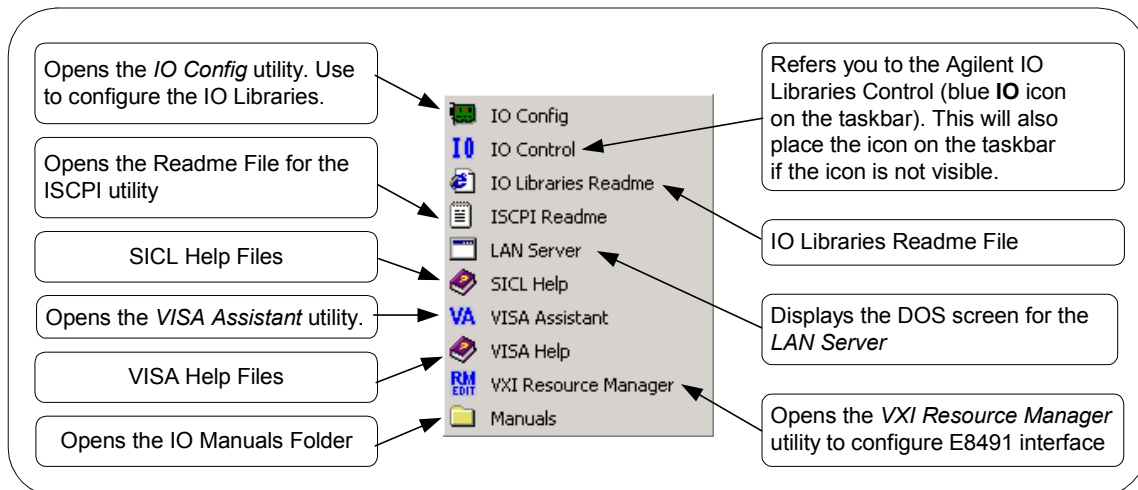 Opens the IO Config utility. Use
to configure the IO Libraries.
Opens the Readme File for the
ISCPI utility
SICL Help Files
Opens the VISA Assistant utility.
VISA Help Files
Opens the IO Manuals Folder
IO Config
IO IO Control
IO Libraries Readme
ISCPI Readme
LAN Server
SICL Help
VA VISA Assistant
VISA Help
RM EDIT VXI Resource Manager
Manuals
Refers you to the Agilent IO
Libraries Control (blue IO icon
on the taskbar). This will also
place the icon on the taskbar
if the icon is not visible.
IO Libraries Readme File
Displays the DOS screen for the
LAN Server
Opens the VXI Resource Manager
utility to configure E8491 interface